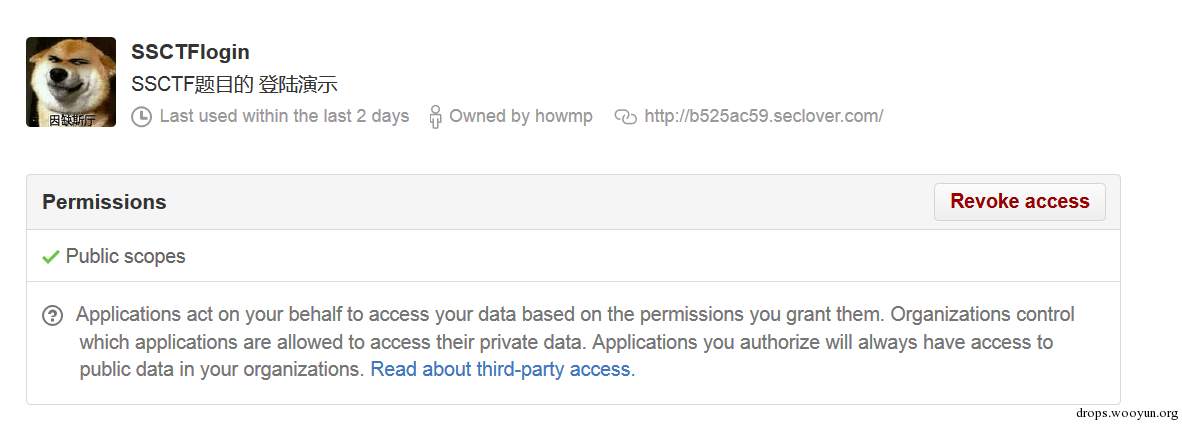 SSCTFlogin
SSCTF题目的 登陆演示
Last used within the last 2 days Owned by howmp http://b525ac59.seclover.com/
因缺斯厅
Permissions Revoke access
Public scopes
Applications act on your behalf to access your data based on the permissions you grant them. Organizations control
which applications are allowed to access their private data. Applications you authorize will always have access to
public data in your organizations. Read about third-party access.
drops.wooyun.org